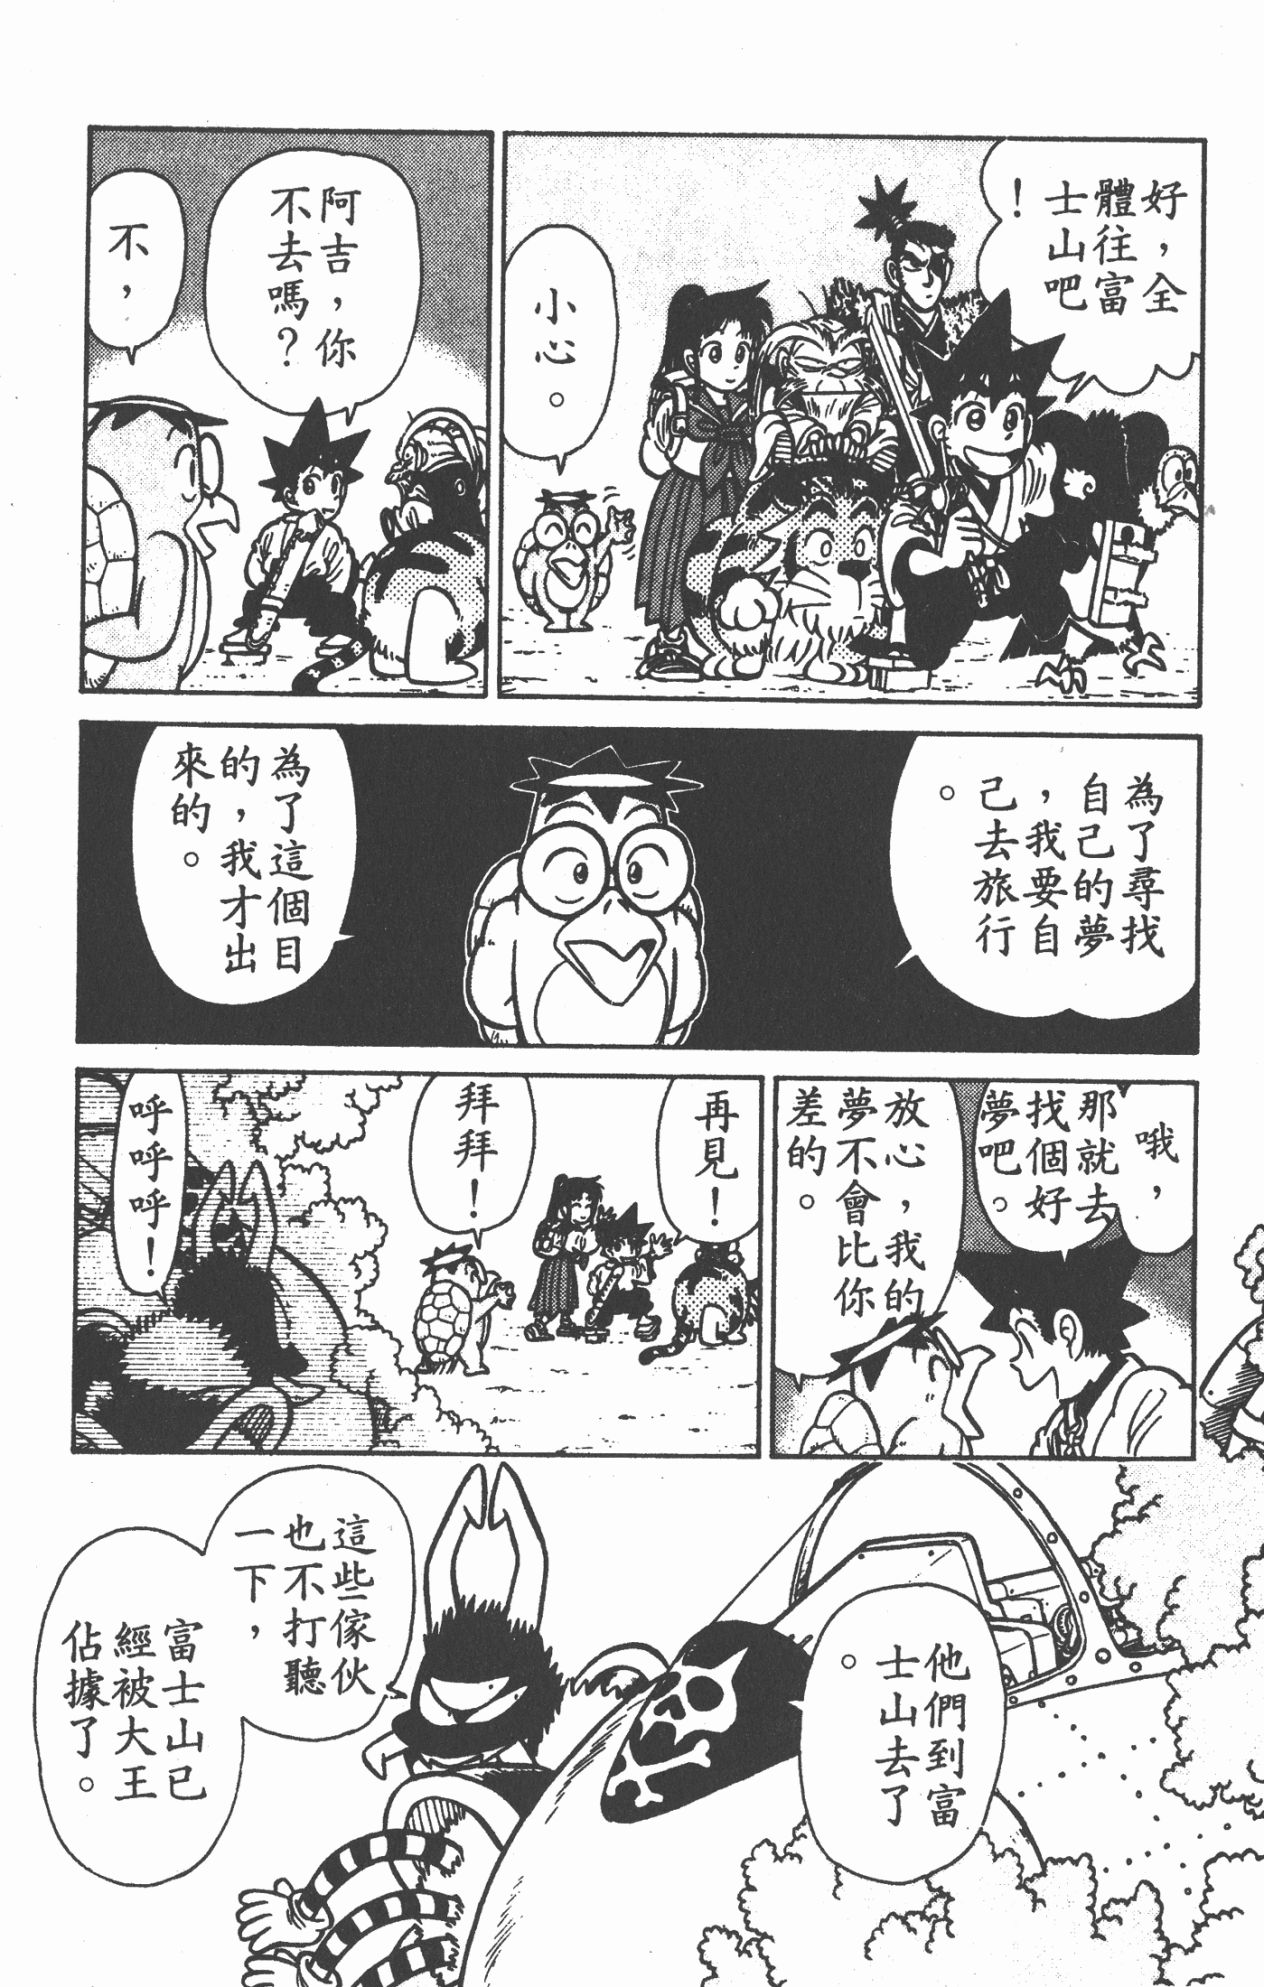 好，全
體往富
士山吧
！
小心。
阿吉，你
不去嗎？
不，
為了尋找
自己的夢
，我要自
己去旅行
。
為了這個目
的，我才出
來的。
哦，
那就去
找個好
夢吧。
放心，我的
夢不會比你
差的。
再見！
拜拜！
呼呼呼！
他們到富
士山去了
。
這些傢伙
也不打聽
一下，
富士山已
經被大王
佔據了。